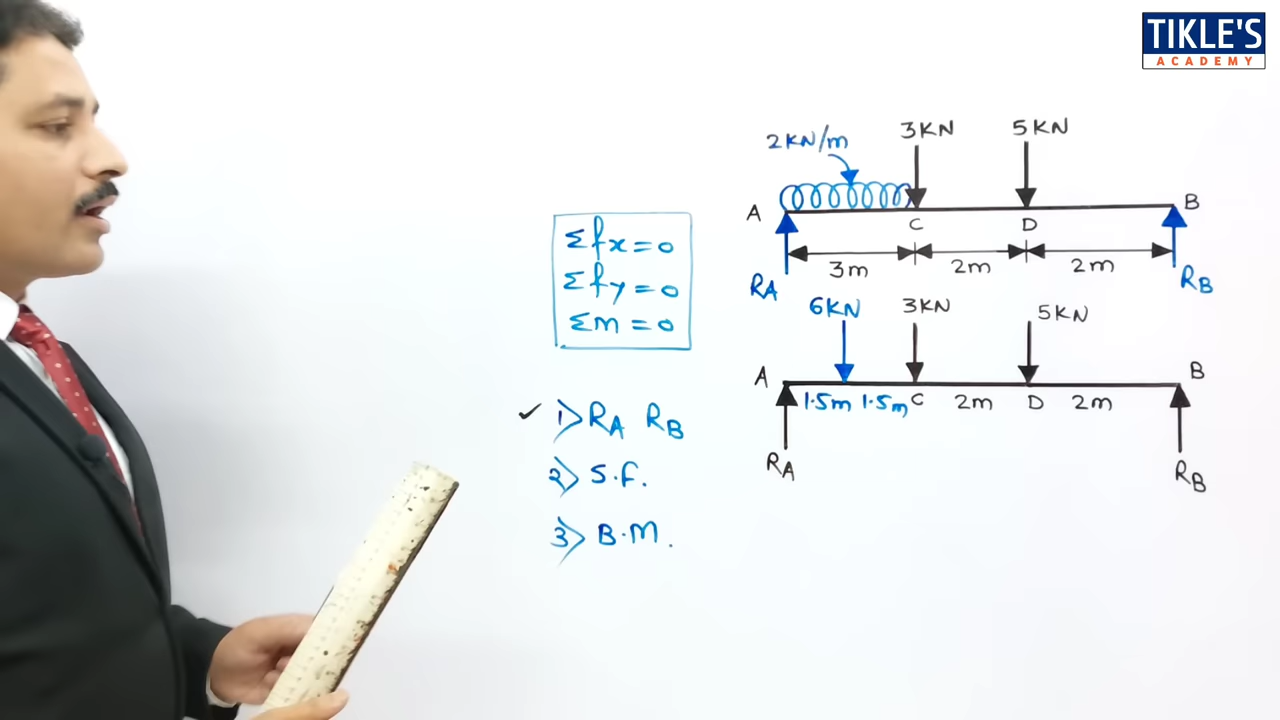 TIKLE'S
ACADEMY
2KN/m 3KN 5KN
A C D B
3m 2m 2m
RA RB
6KN 3KN 5KN
A B
1.5m 1.5m C 2m D 2m
RA RB
Σfx=0
Σfy=0
Σm=0
✓ 1> RA RB
2> S.F.
3> B.M.